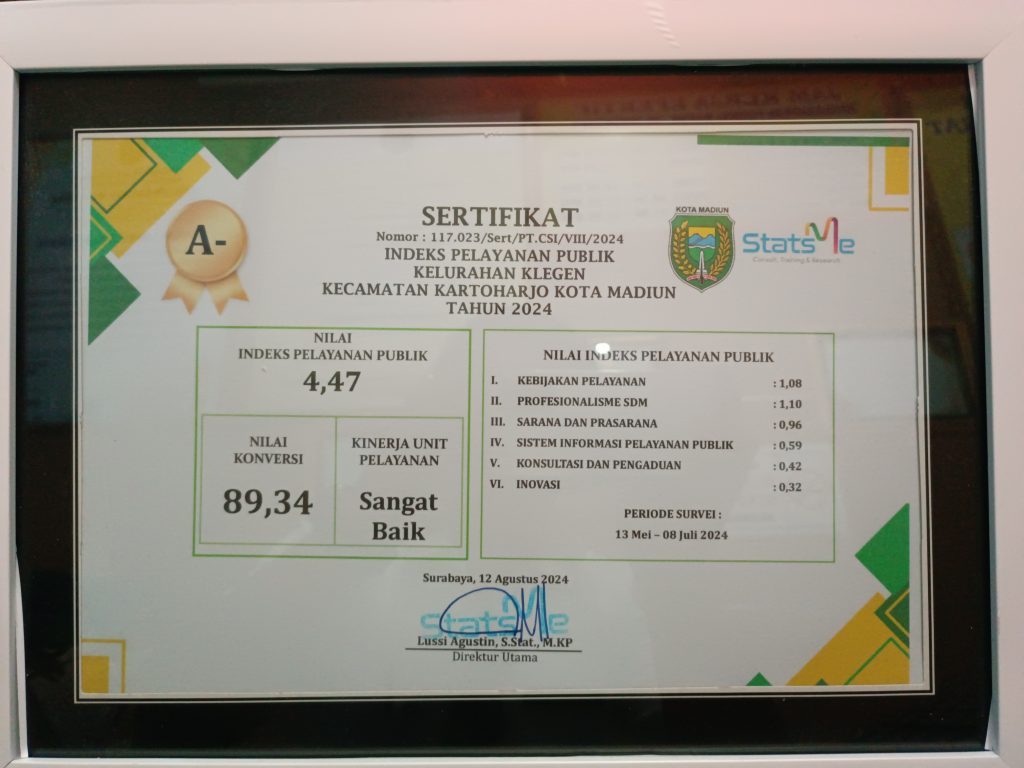 A-
SERTIFIKAT
Nomor : 117.023/Sert/PT.CSI/VIII/2024
INDEKS PELAYANAN PUBLIK
KELURAHAN KLEGEN
KECAMATAN KARTOHARJO KOTA MADIUN
TAHUN 2024
KOTA MADIUN
StatsMe
Consult, Training & Research
NILAI
INDEKS PELAYANAN PUBLIK
4,47
NILAI
KONVERSI
89,34
KINERJA UNIT
PELAYANAN
Sangat
Baik
NILAI INDEKS PELAYANAN PUBLIK
I. KEBIJAKAN PELAYANAN : 1,08
II. PROFESIONALISME SDM : 1,10
III. SARANA DAN PRASARANA : 0,96
IV. SISTEM INFORMASI PELAYANAN PUBLIK : 0,59
V. KONSULTASI DAN PENGADUAN : 0,42
VI. INOVASI : 0,32
PERIODE SURVEI :
13 Mei – 08 Juli 2024
Surabaya, 12 Agustus 2024
StatsMe
Lussi Agustin, S.Stat., M.KP
Direktur Utama